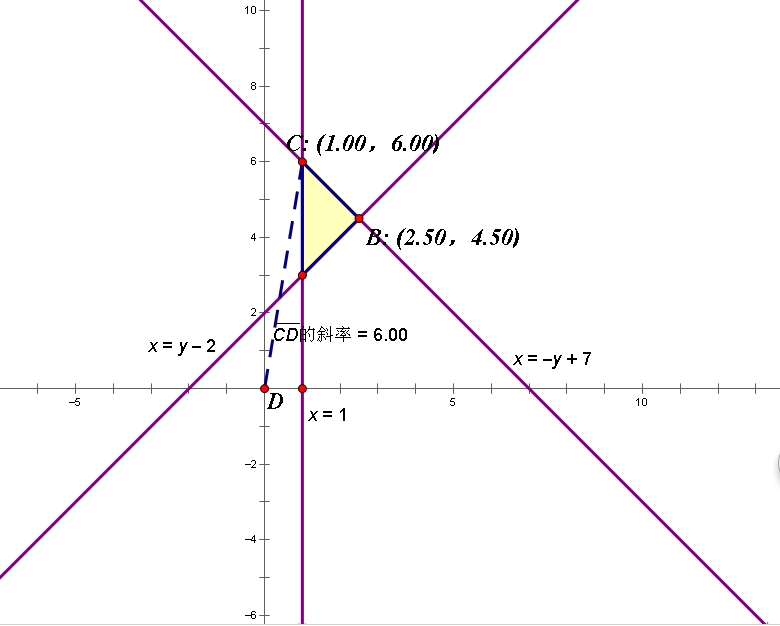 10
8
C: (1.00，6.00)
6
4
B: (2.50，4.50)
2
CD的斜率 = 6.00
x = y – 2
x = –y + 7
–5
D
5
10
x = 1
–2
–4
–6